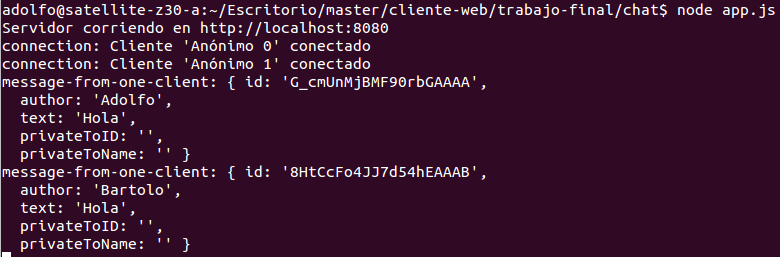 adolfo@satellite-z30-a:~/Escritorio/master/cliente-web/trabajo-final/chat$ node app.js
Servidor corriendo en http://localhost:8080
connection: Cliente 'Anónimo 0' conectado
connection: Cliente 'Anónimo 1' conectado
message-from-one-client: { id: 'G_cmUnMjBMF90rbGAAAA',
  author: 'Adolfo',
  text: 'Hola',
  privateToID: '',
  privateToName: '' }
message-from-one-client: { id: '8HtCcFo4JJ7d54hEAAAB',
  author: 'Bartolo',
  text: 'Hola',
  privateToID: '',
  privateToName: '' }